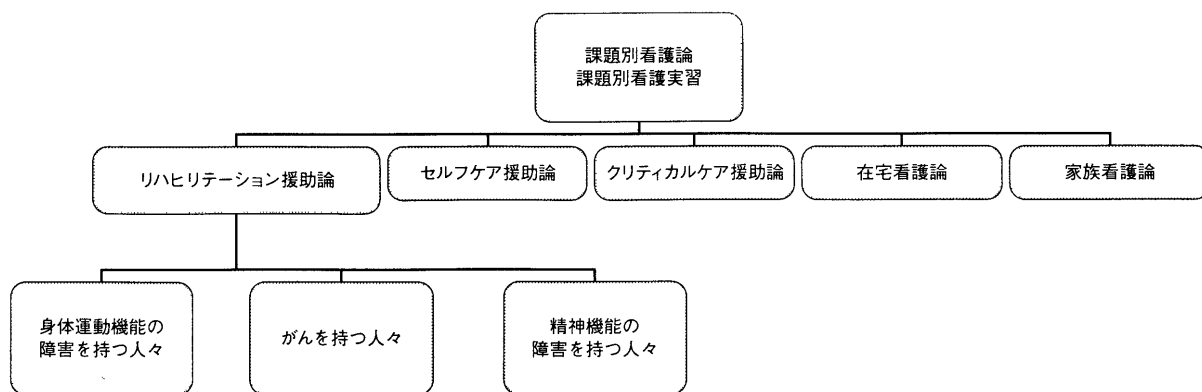 課題別看護論
課題別看護実習
リハヒリテーション援助論
セルフケア援助論
クリティカルケア援助論
在宅看護論
家族看護論
身体運動機能の
障害を持つ人々
がんを持つ人々
精神機能の
障害を持つ人々